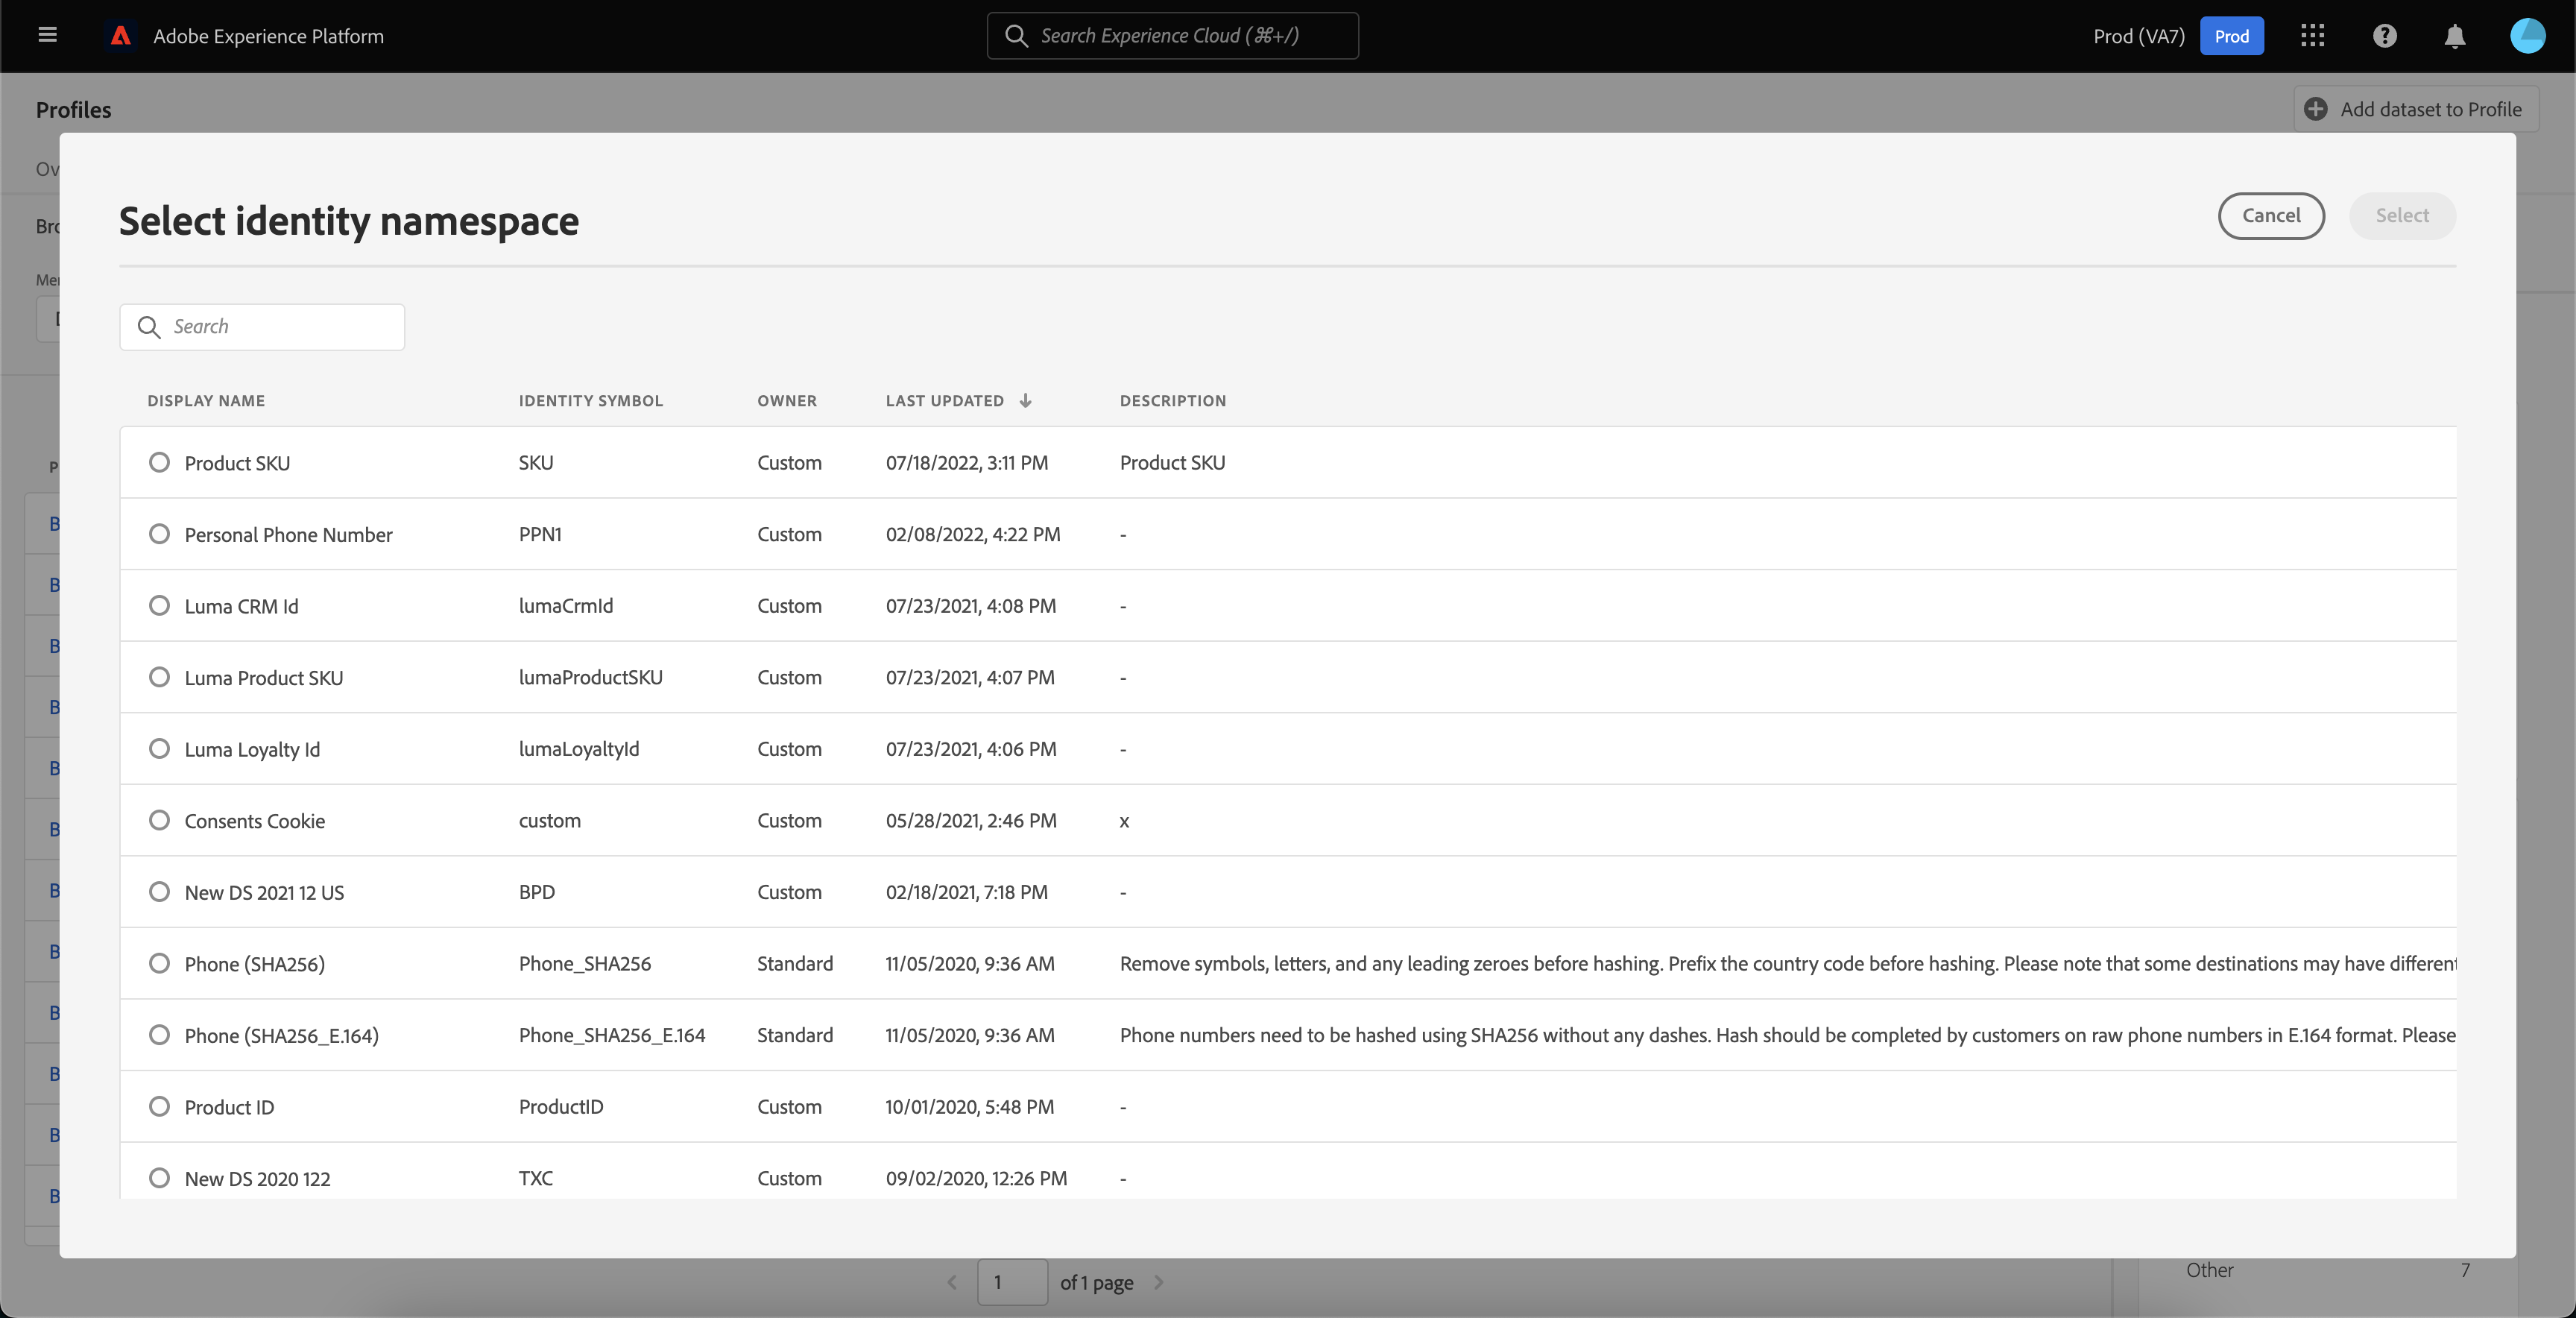 Adobe Experience Platform
Search Experience Cloud (⌘+/)
Prod (VA7)
Prod
Profiles
Add dataset to Profile
Select identity namespace
Cancel
Select
Search
DISPLAY NAME IDENTITY SYMBOL OWNER LAST UPDATED DESCRIPTION
Product SKU SKU Custom 07/18/2022, 3:11 PM Product SKU
Personal Phone Number PPN1 Custom 02/08/2022, 4:22 PM -
Luma CRM Id lumaCrmId Custom 07/23/2021, 4:08 PM -
Luma Product SKU lumaProductSKU Custom 07/23/2021, 4:07 PM -
Luma Loyalty Id lumaLoyaltyId Custom 07/23/2021, 4:06 PM -
Consents Cookie custom Custom 05/28/2021, 2:46 PM x
New DS 2021 12 US BPD Custom 02/18/2021, 7:18 PM -
Phone (SHA256) Phone_SHA256 Standard 11/05/2020, 9:36 AM Remove symbols, letters, and any leading zeroes before hashing. Prefix the country code before hashing. Please note that some destinations may have different
Phone (SHA256_E.164) Phone_SHA256_E.164 Standard 11/05/2020, 9:36 AM Phone numbers need to be hashed using SHA256 without any dashes. Hash should be completed by customers on raw phone numbers in E.164 format. Please
Product ID ProductID Custom 10/01/2020, 5:48 PM -
New DS 2020 122 TXC Custom 09/02/2020, 12:26 PM -
Other 7
1 of 1 page